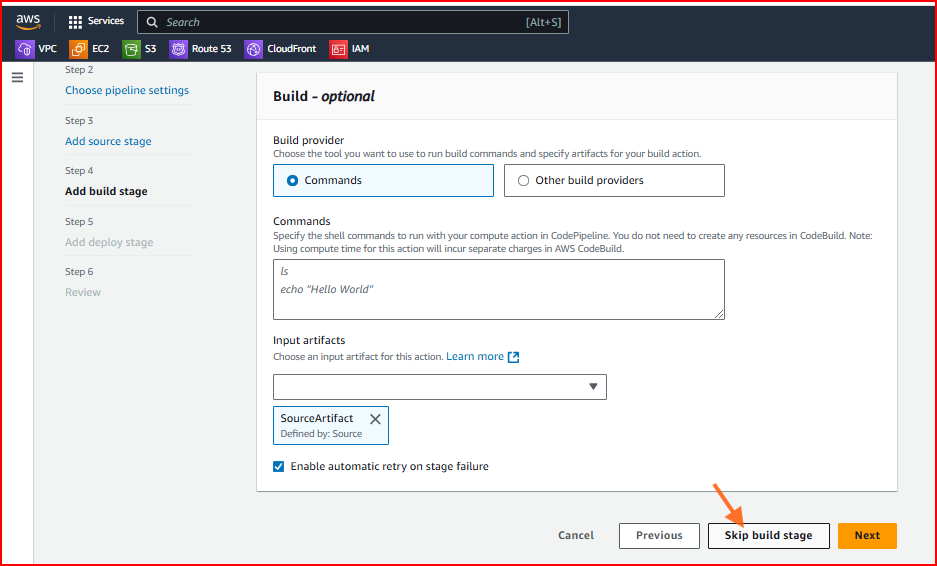 aws
Services
Search
[Alt+S]
VPC
EC2
S3
Route 53
CloudFront
IAM
Step 2
Choose pipeline settings
Step 3
Add source stage
Step 4
Add build stage
Step 5
Add deploy stage
Step 6
Review
Build - optional
Build provider
Choose the tool you want to use to run build commands and specify artifacts for your build action.
Commands
Other build providers
Commands
Specify the shell commands to run with your compute action in CodePipeline. You do not need to create any resources in CodeBuild. Note:
Using compute time for this action will incur separate charges in AWS CodeBuild.
ls
echo "Hello World"
Input artifacts
Choose an input artifact for this action. Learn more
SourceArtifact
Defined by: Source
Enable automatic retry on stage failure
Cancel
Previous
Skip build stage
Next